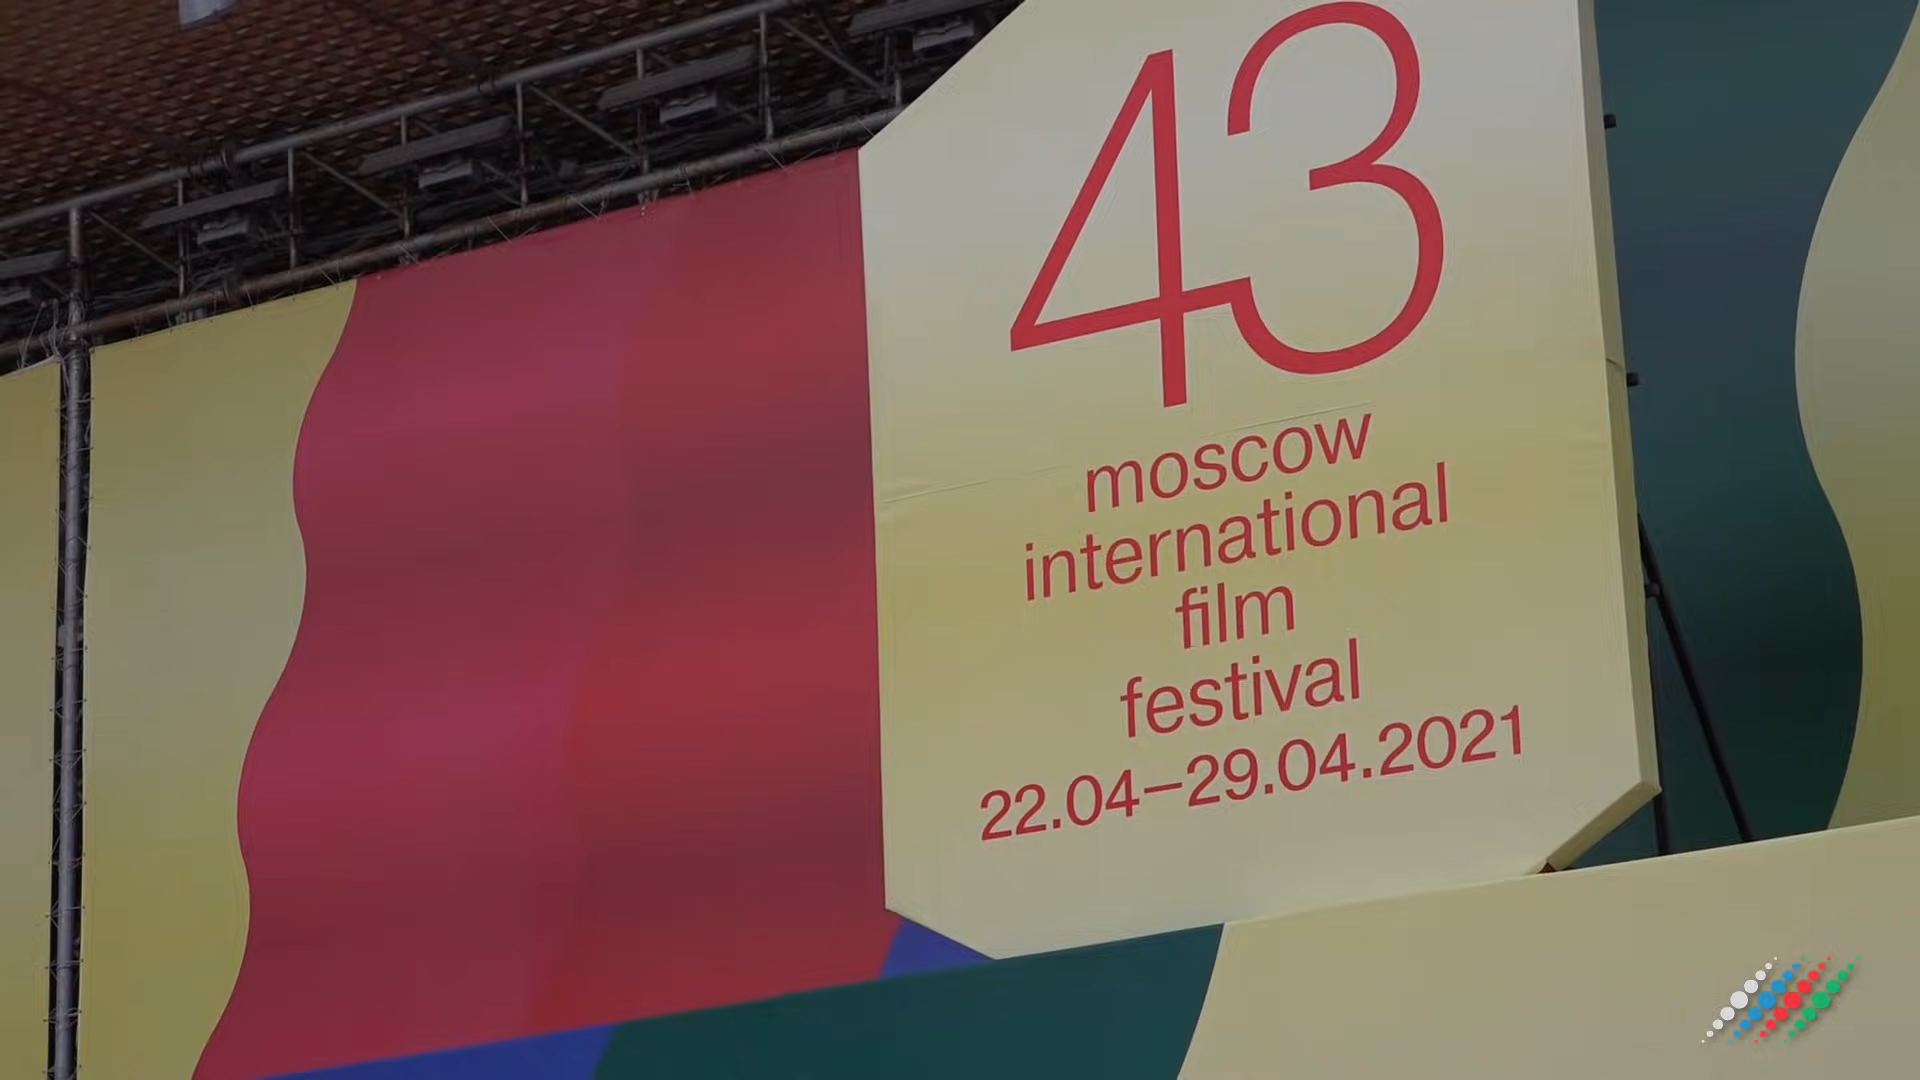 43
moscow
international
film
festival
22.04–29.04.2021